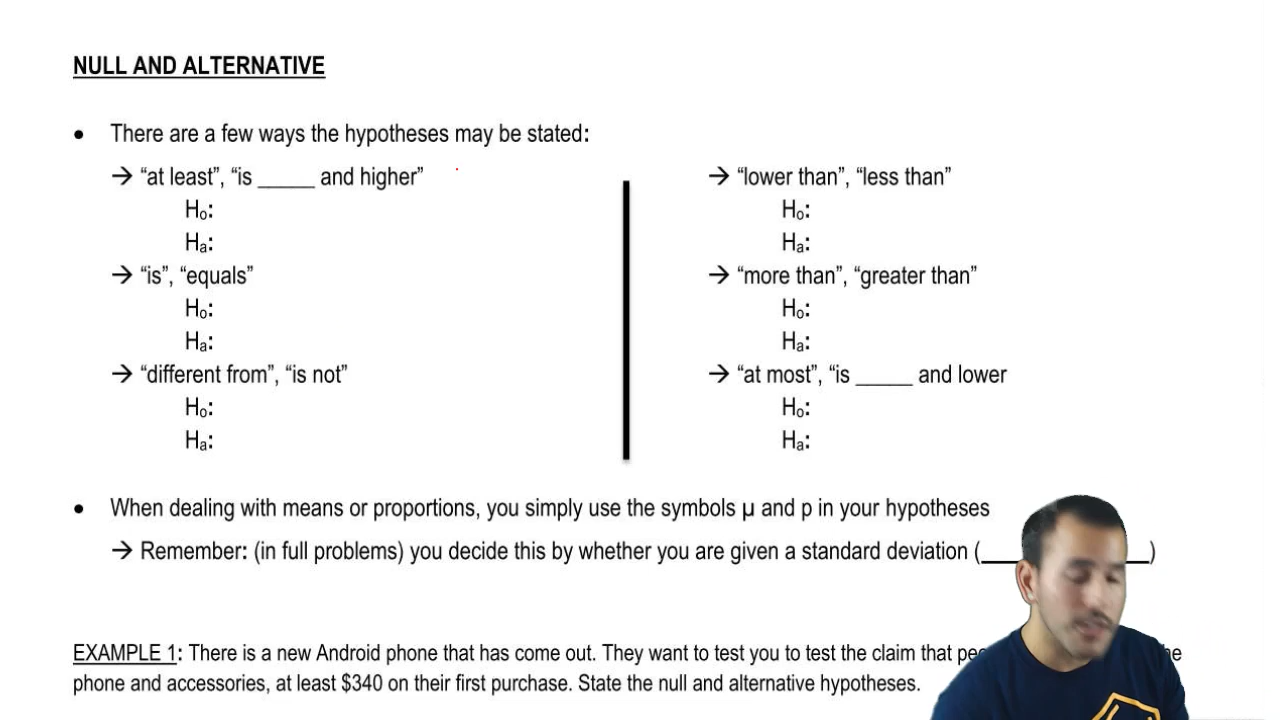 NULL AND ALTERNATIVE
• There are a few ways the hypotheses may be stated:
→ “at least”, “is _____ and higher”
Hₒ:
Hₐ:
→ “is”, “equals”
Hₒ:
Hₐ:
→ “different from”, “is not”
Hₒ:
Hₐ:
→ “lower than”, “less than”
Hₒ:
Hₐ:
→ “more than”, “greater than”
Hₒ:
Hₐ:
→ “at most”, “is _____ and lower
Hₒ:
Hₐ:
• When dealing with means or proportions, you simply use the symbols µ and p in your hypotheses
→ Remember: (in full problems) you decide this by whether you are given a standard deviation (__________)
EXAMPLE 1: There is a new Android phone that has come out. They want to test you to test the claim that
phone and accessories, at least $340 on their first purchase. State the null and alternative hypotheses.